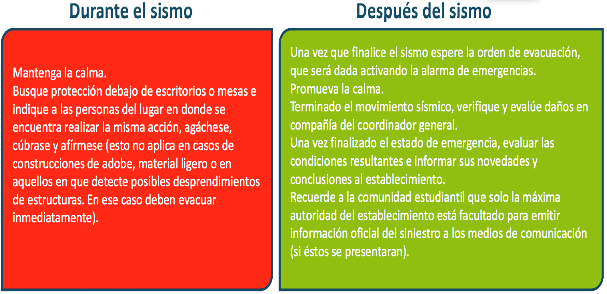 Durante el sismo
Mantenga la calma.
Busque protección debajo de escritorios o mesas e
indique a las personas del lugar en donde se
encuentra realizar la misma acción, agáchese,
cúbrase y afírmese (esto no aplica en casos de
construcciones de adobe, material ligero o en
aquellos en que detecte posibles desprendimientos
de estructuras. En ese caso deben evacuar
inmediatamente).
Después del sismo
Una vez que finalice el sismo espere la orden de evacuación,
que será dada activando la alarma de emergencias.
Promueva la calma.
Terminado el movimiento sísmico, verifique y evalúe daños en
compañía del coordinador general.
Una vez finalizado el estado de emergencia, evaluar las
condiciones resultantes e informar sus novedades y
conclusiones al establecimiento.
Recuerde a la comunidad estudiantil que solo la máxima
autoridad del establecimiento está facultado para emitir
información oficial del siniestro a los medios de comunicación
(si éstos se presentaran).